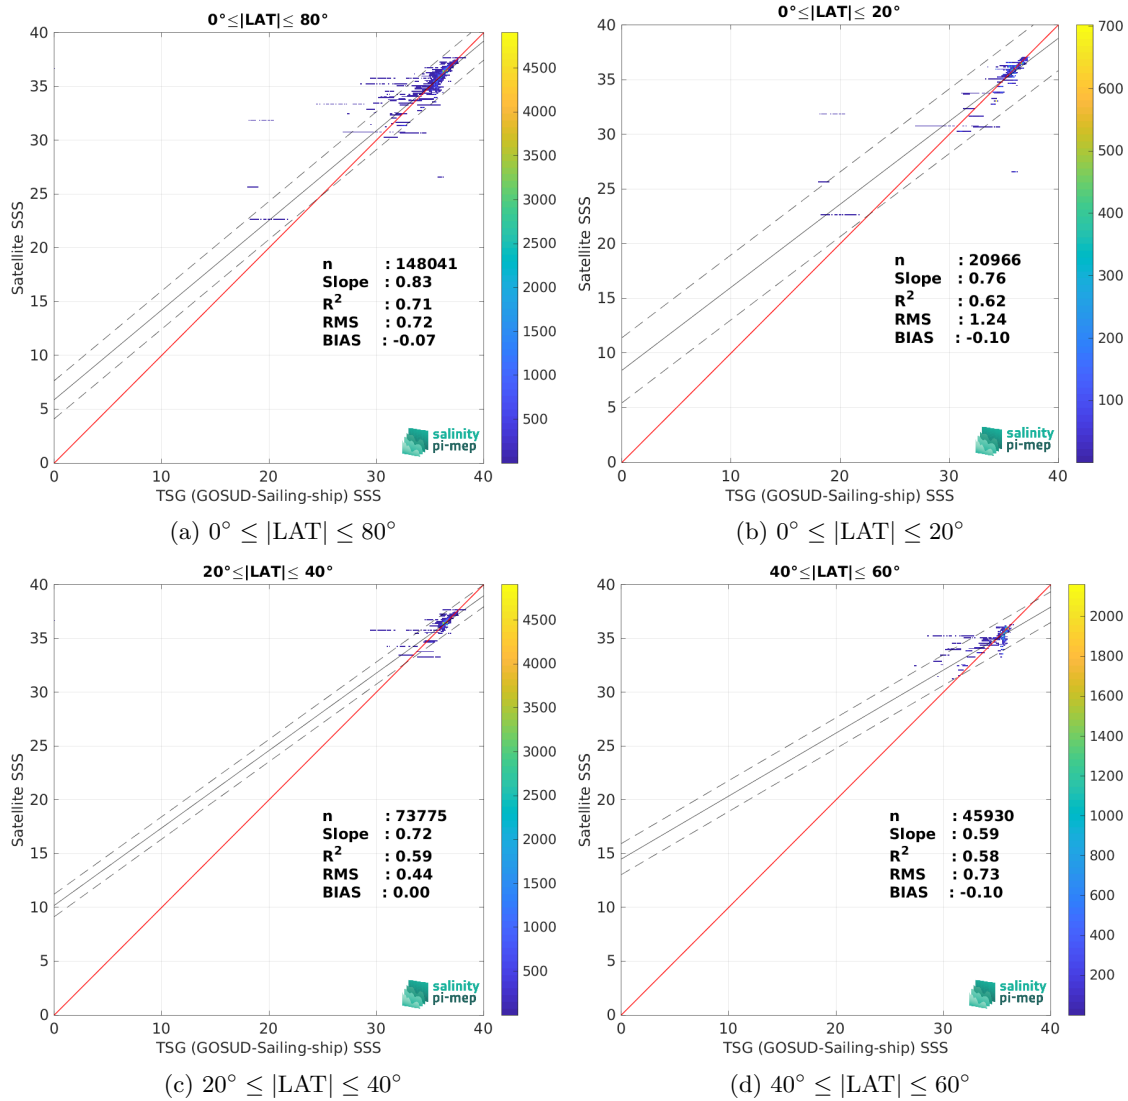 0°≤|LAT|≤ 80°
40
35
30
25
20
15
10
5
0
Satellite SSS
n : 148041
Slope : 0.83
R² : 0.71
RMS : 0.72
BIAS : -0.07
salinity
pi-mep
0 10 20 30 40
TSG (GOSUD-Sailing-ship) SSS
4500
4000
3500
3000
2500
2000
1500
1000
500
(a) 0° ≤ |LAT| ≤ 80°
0°≤|LAT|≤ 20°
40
35
30
25
20
15
10
5
0
Satellite SSS
n : 20966
Slope : 0.76
R² : 0.62
RMS : 1.24
BIAS : -0.10
salinity
pi-mep
0 10 20 30 40
TSG (GOSUD-Sailing-ship) SSS
700
600
500
400
300
200
100
(b) 0° ≤ |LAT| ≤ 20°
20°≤|LAT|≤ 40°
40
35
30
25
20
15
10
5
0
Satellite SSS
n : 73775
Slope : 0.72
R² : 0.59
RMS : 0.44
BIAS : 0.00
salinity
pi-mep
0 10 20 30 40
TSG (GOSUD-Sailing-ship) SSS
4500
4000
3500
3000
2500
2000
1500
1000
500
(c) 20° ≤ |LAT| ≤ 40°
40°≤|LAT|≤ 60°
40
35
30
25
20
15
10
5
0
Satellite SSS
n : 45930
Slope : 0.59
R² : 0.58
RMS : 0.73
BIAS : -0.10
salinity
pi-mep
0 10 20 30 40
TSG (GOSUD-Sailing-ship) SSS
2000
1800
1600
1400
1200
1000
800
600
400
200
(d) 40° ≤ |LAT| ≤ 60°